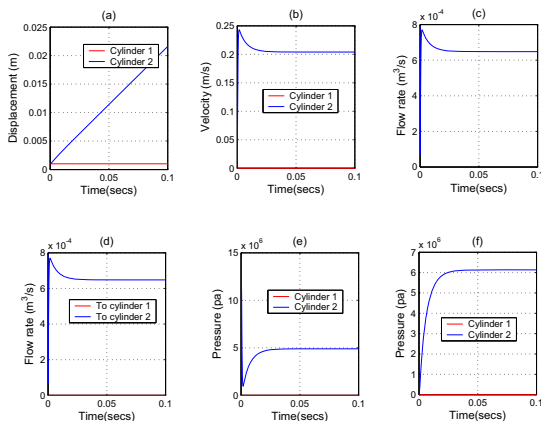 (a)
0.025
0.02
0.015
0.01
0.005
0
Displacement (m)
Cylinder 1
Cylinder 2
0
0.05
0.1
Time(secs)
(b)
0.25
0.2
0.15
0.1
0.05
0
Velocity (m/s)
Cylinder 1
Cylinder 2
0
0.05
0.1
Time(secs)
(c)
x 10-4
8
6
4
2
0
Flow rate (m3/s)
0
0.05
0.1
Time(secs)
(d)
x 10-4
8
6
4
2
0
Flow rate (m3/s)
To cylinder 1
To cylinder 2
0
0.05
0.1
Time(secs)
(e)
x 106
15
10
5
0
Pressure (pa)
Cylinder 1
Cylinder 2
0
0.05
0.1
Time(secs)
(f)
x 106
7
6
5
4
3
2
1
0
Pressure (pa)
Cylinder 1
Cylinder 2
0
0.05
0.1
Time(secs)